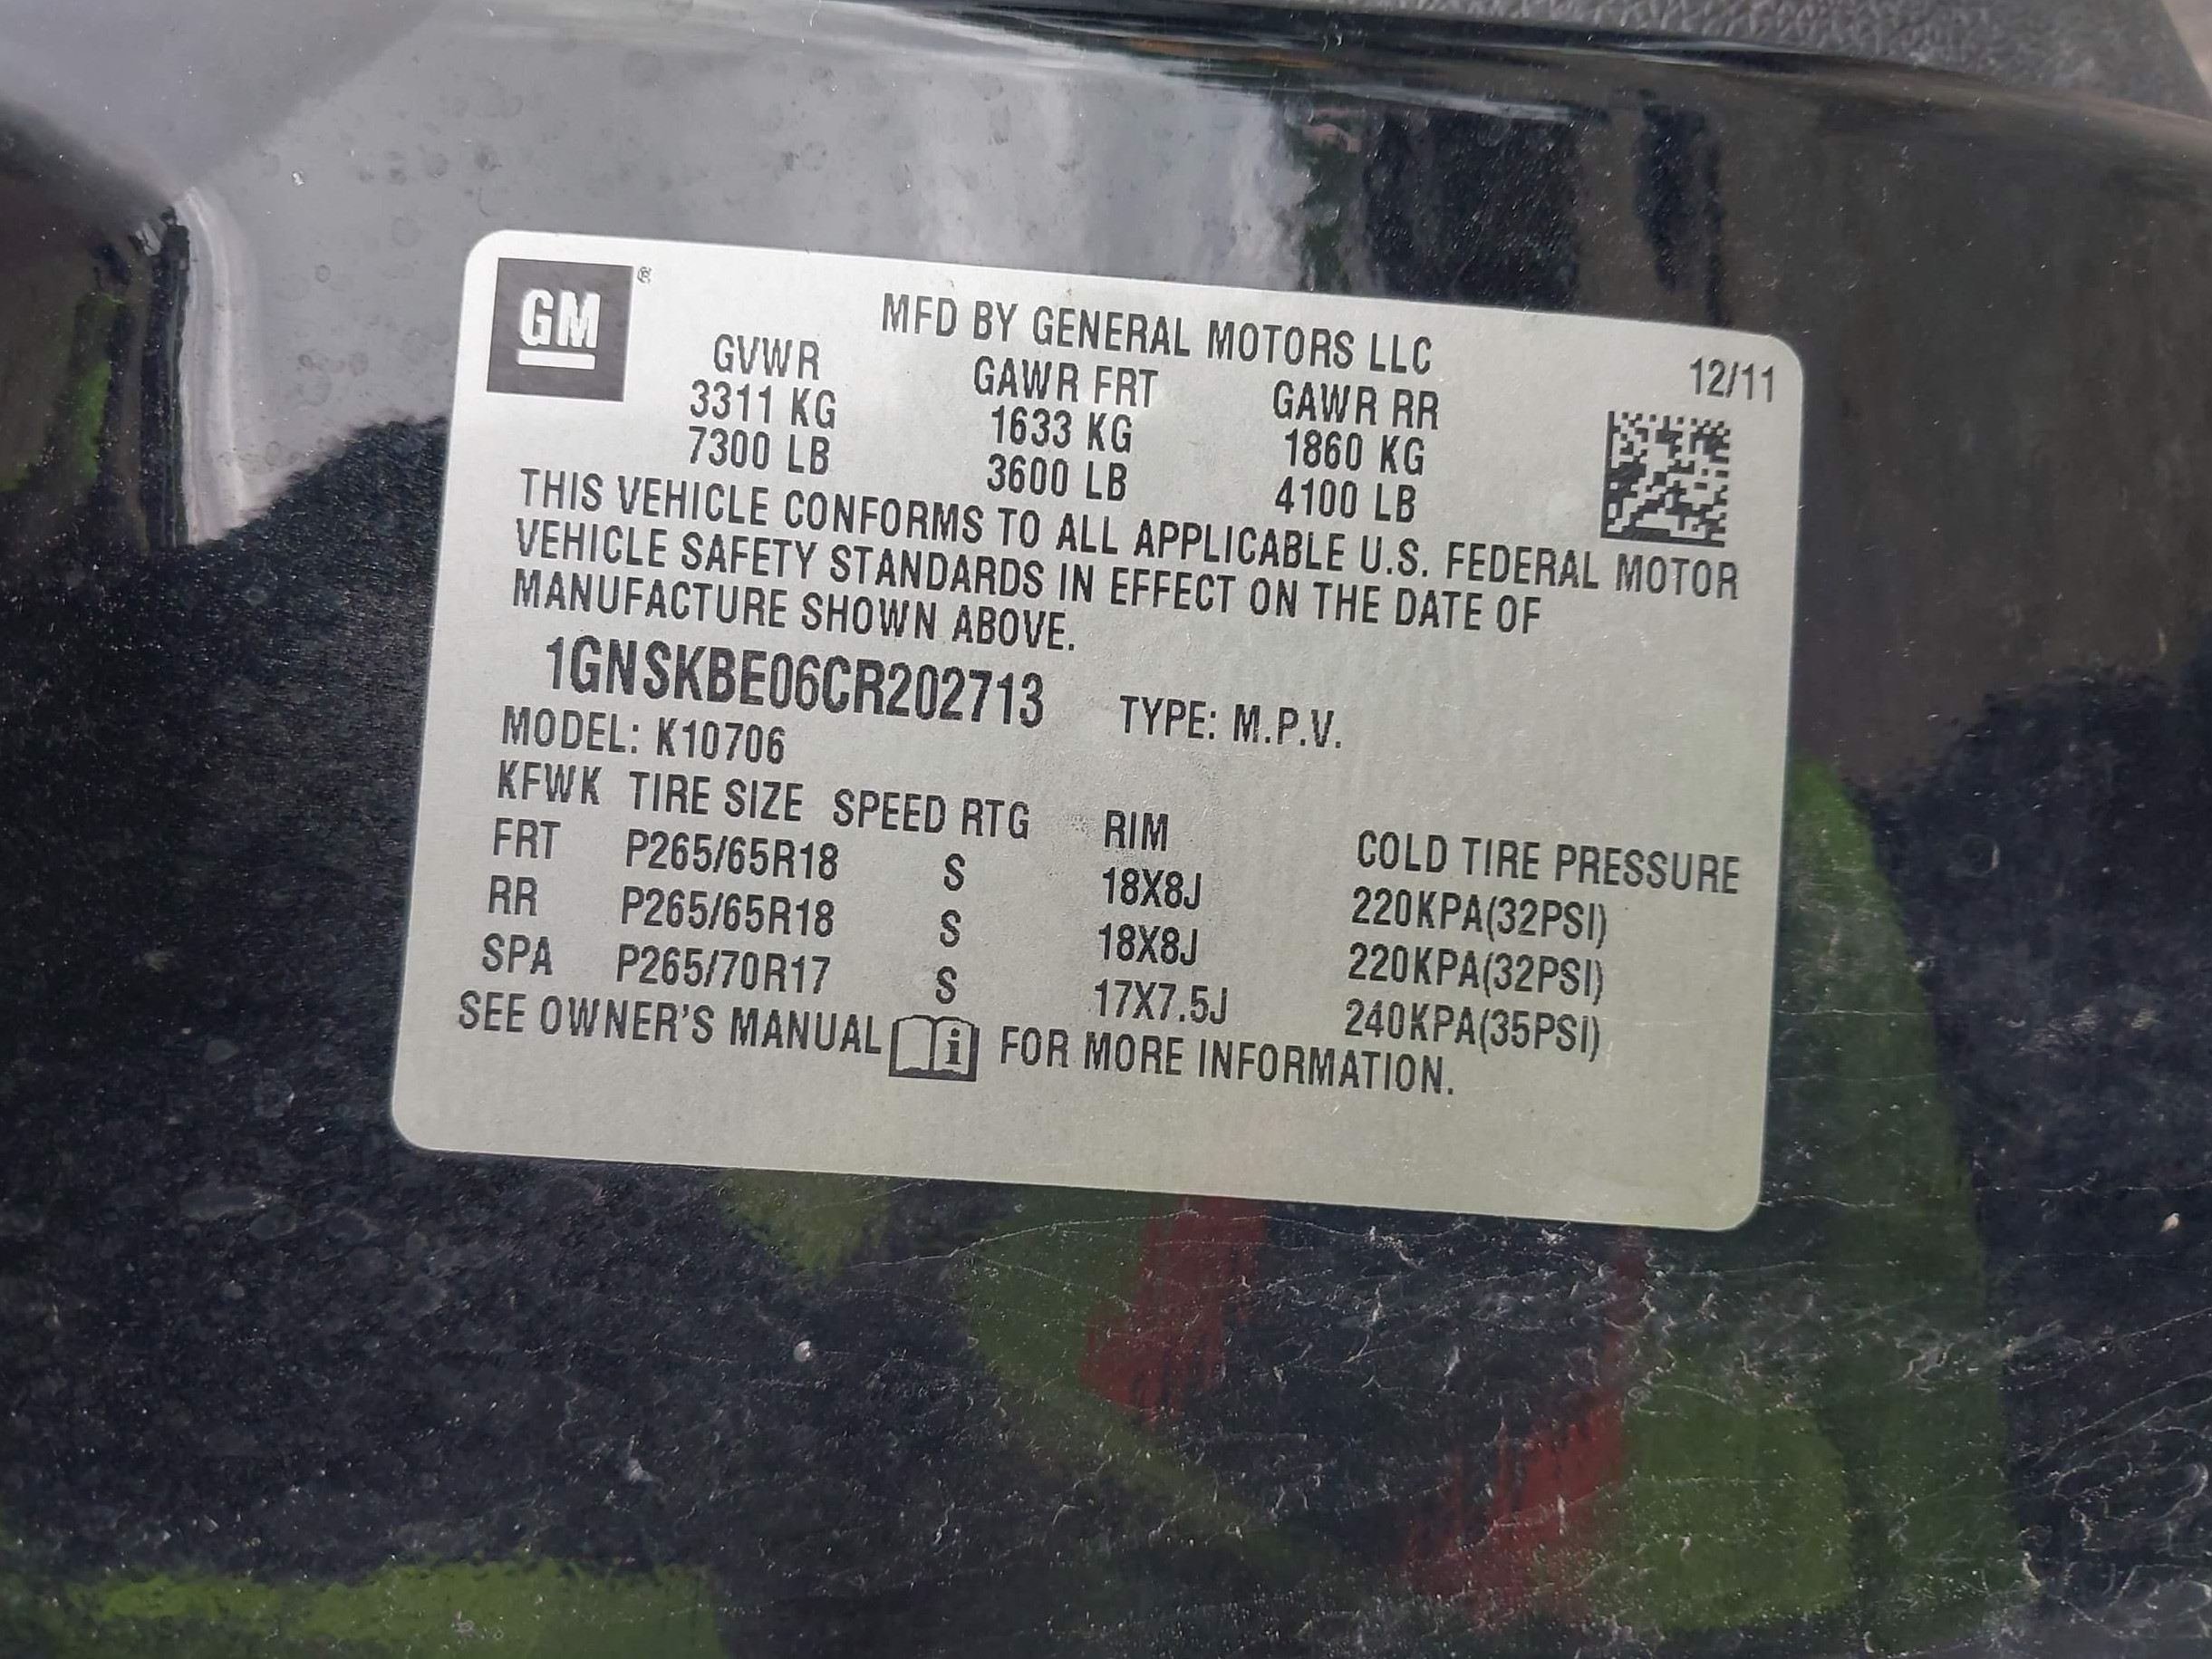 GM ®
MFD BY GENERAL MOTORS LLC
12/11
GVWR GAWR FRT GAWR RR
3311 KG 1633 KG 1860 KG
7300 LB 3600 LB 4100 LB
THIS VEHICLE CONFORMS TO ALL APPLICABLE U.S. FEDERAL MOTOR
VEHICLE SAFETY STANDARDS IN EFFECT ON THE DATE OF
MANUFACTURE SHOWN ABOVE.
1GNSKBE06CR202713 TYPE: M.P.V.
MODEL: K10706
KFWK TIRE SIZE SPEED RTG RIM COLD TIRE PRESSURE
FRT P265/65R18 S 18X8J 220KPA(32PSI)
RR P265/65R18 S 18X8J 220KPA(32PSI)
SPA P265/70R17 S 17X7.5J 240KPA(35PSI)
SEE OWNER'S MANUAL i FOR MORE INFORMATION.